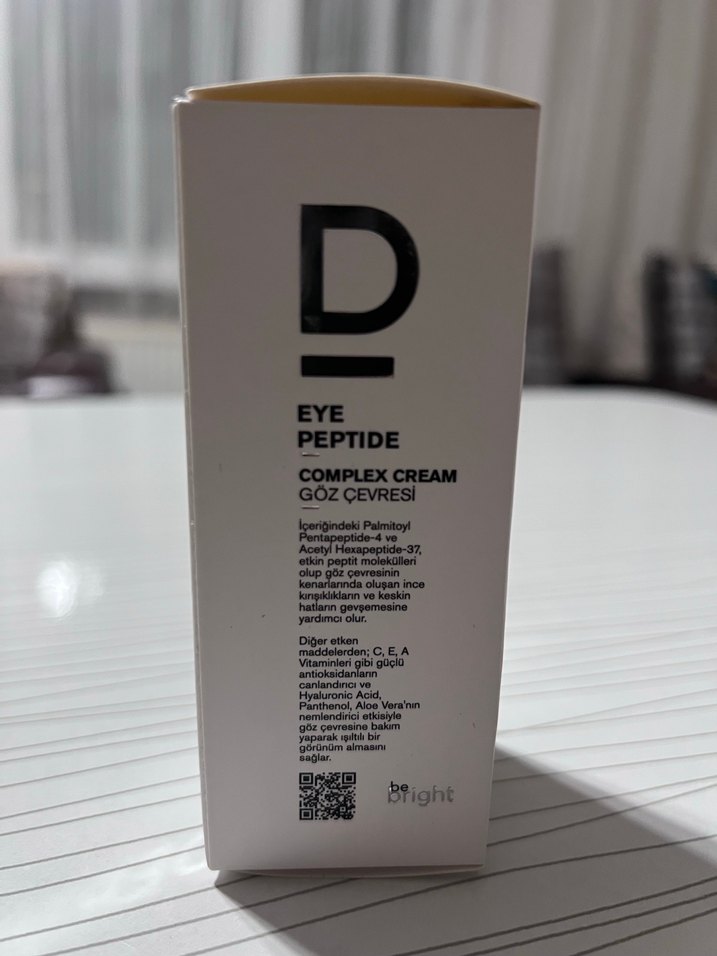 D
EYE
PEPTIDE
COMPLEX CREAM
GÖZ ÇEVRESİ
İçeriğindeki Palmitoyl
Pentapeptide-4 ve
Acetyl Hexapeptide-37,
etkin peptit molekülleri
olup göz çevresinin
kenarlarında oluşan ince
kırışıklıkların ve keskin
hatların gevşemesine
yardımcı olur.
Diğer etken
maddelerden; C, E, A
Vitaminleri gibi güçlü
antioksidanların
canlandırıcı ve
Hyaluronic Acid,
Panthenol, Aloe Vera'nın
nemlendirici etkisiyle
göz çevresine bakım
yaparak ışıltılı bir
görünüm almasını
sağlar.
be
bright